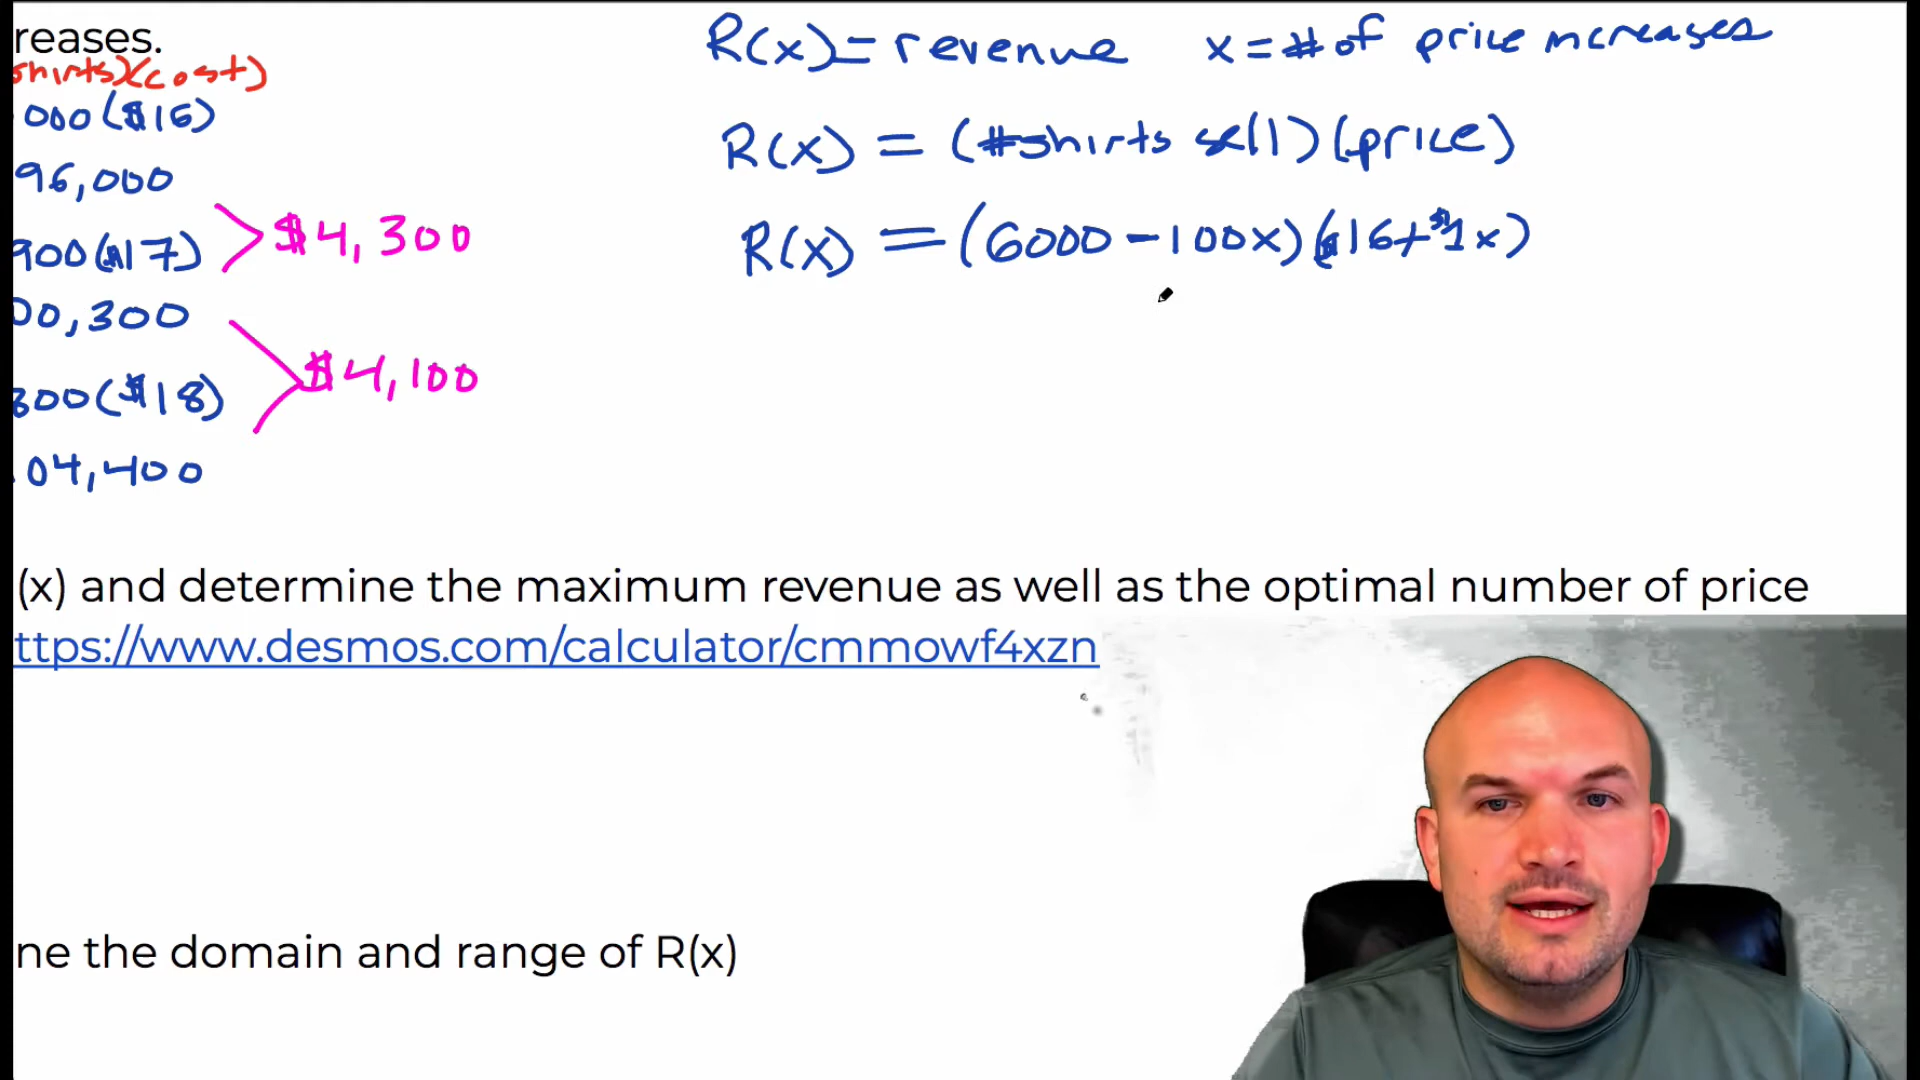 reases.
shirts)(cost)
000($16)
96,000
900($17)
$4,300
00,300
$4,100
800($18)
04,400
R(x)=revenue x=# of price increases
R(x) = (#shirts sell)(price)
R(x) = (6000-100x)($16+$1x)
(x) and determine the maximum revenue as well as the optimal number of price
ttps://www.desmos.com/calculator/cmmowf4xzn
ne the domain and range of R(x)